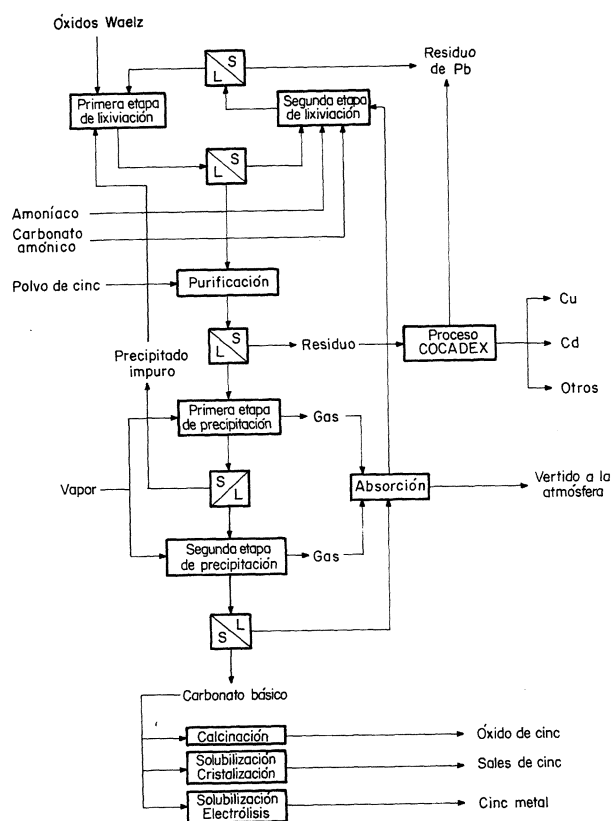 Óxidos Waelz
S
L
Residuo
de Pb
Primera etapa
de lixiviación
Segunda etapa
de lixiviación
S
L
Amoníaco
Carbonato
amónico
Purificación
Polvo de cinc
Cu
S
L
Residuo
Proceso
COCADEX
Cd
Precipitado
impuro
Otros
Primera etapa
de precipitación
Gas
S
L
Vapor
Absorción
Vertido a la
atmósfera
Segunda etapa
de precipitación
Gas
L
S
Carbonato básico
Calcinación
Óxido de cinc
Solubilización
Cristalización
Sales de cinc
Solubilización
Electrólisis
Cinc metal